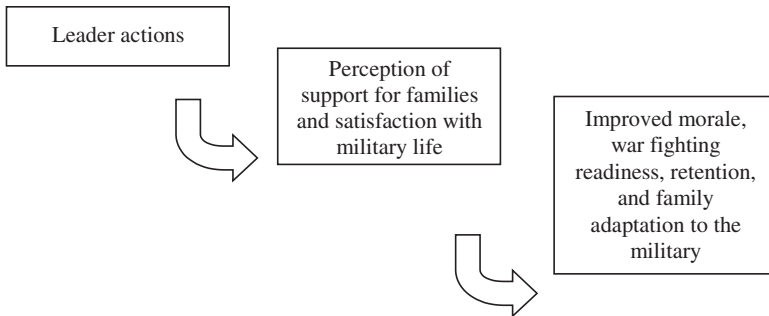 Leader actions
Perception of
support for families
and satisfaction with
military life
Improved morale,
war fighting
readiness, retention,
and family
adaptation to the
military